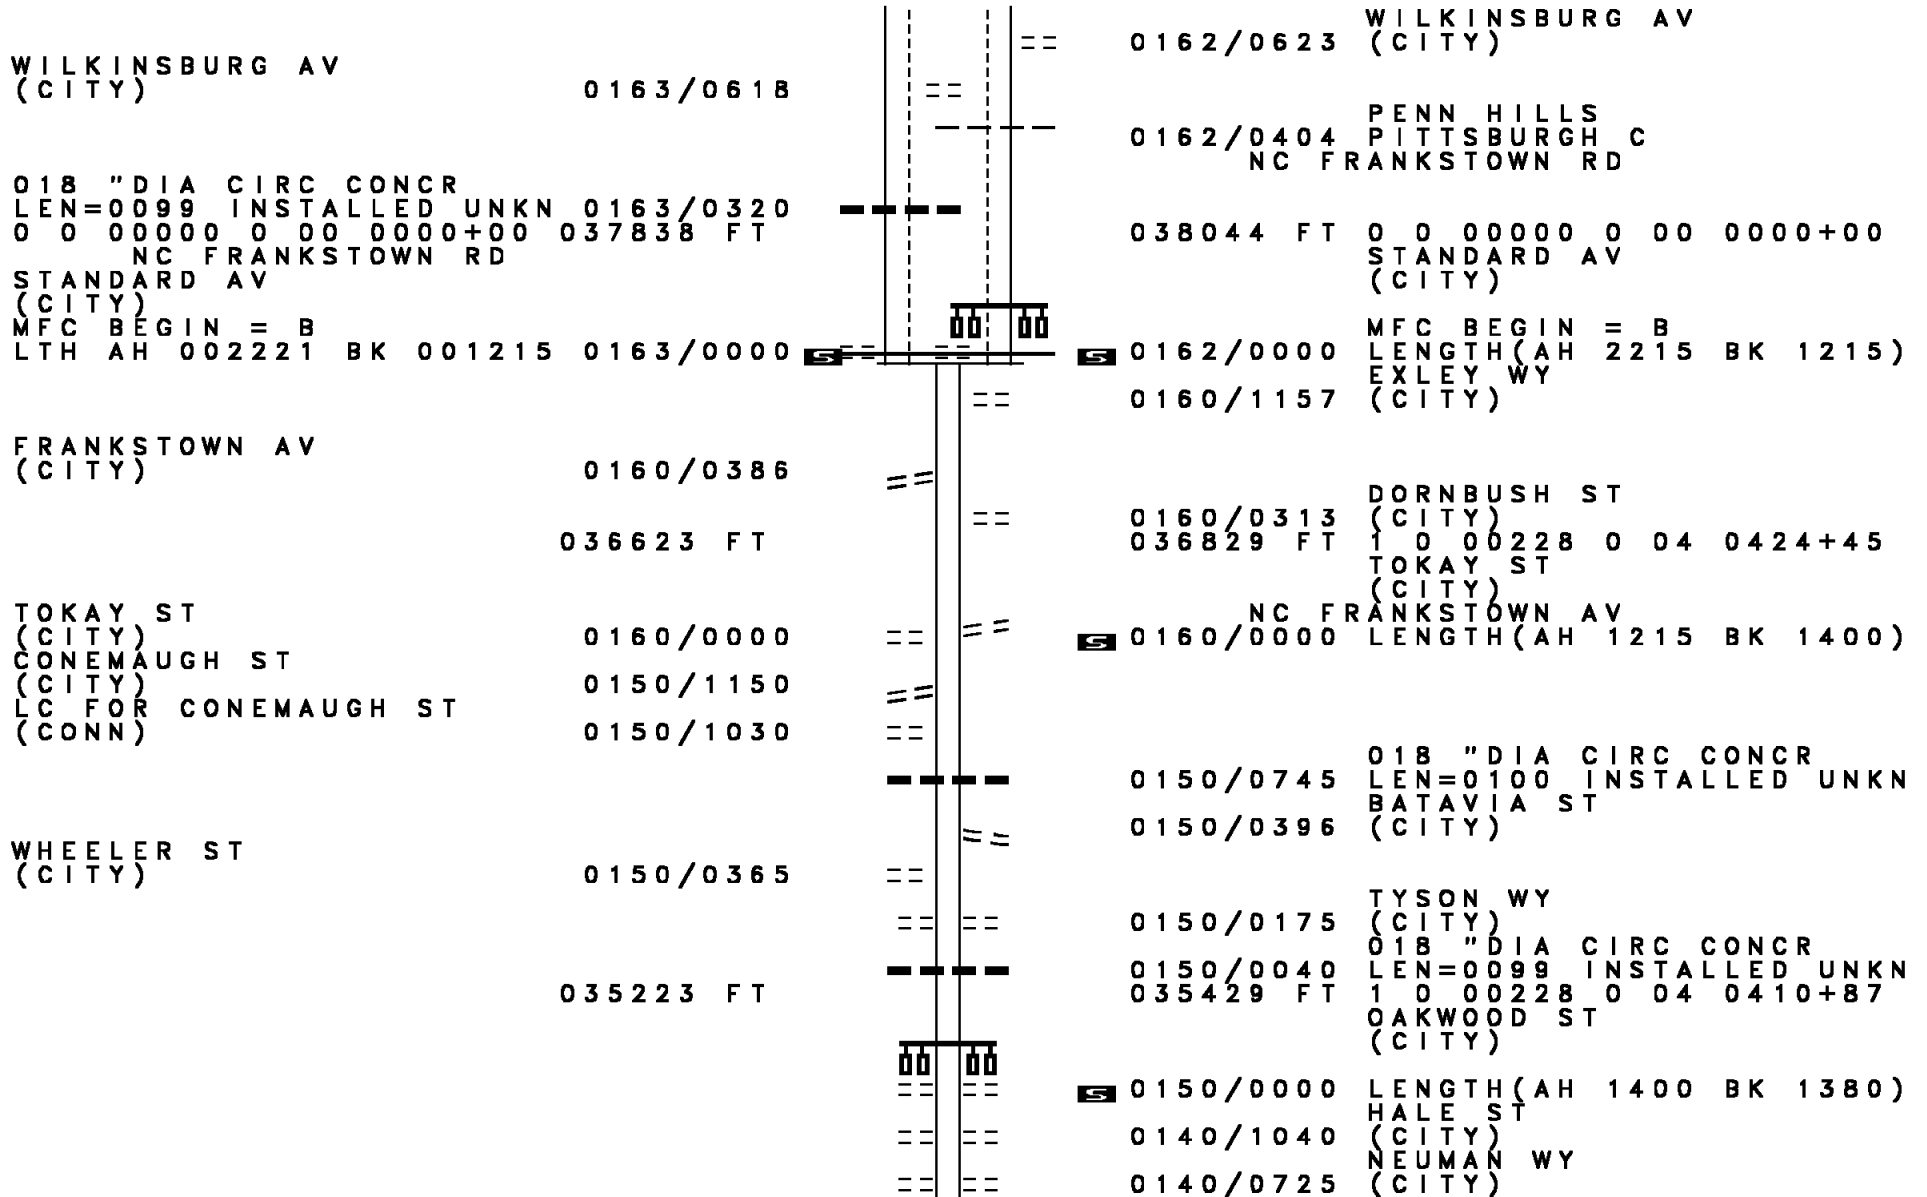 WILKINSBURG AV
0162/0623 (CITY)
WILKINSBURG AV
(CITY) 0163/0618
PENN HILLS
0162/0404 PITTSBURGH C
NC FRANKSTOWN RD
018 "DIA CIRC CONCR
LEN=0099 INSTALLED UNKN 0163/0320
0 0 00000 0 00 0000+00 037838 FT
038044 FT 0 0 00000 0 00 0000+00
NC FRANKSTOWN RD
STANDARD AV
STANDARD AV
(CITY)
(CITY)
MFC BEGIN = B
MFC BEGIN = B
LTH AH 002221 BK 001215 0163/0000 S
S 0162/0000 LENGTH(AH 2215 BK 1215)
EXLEY WY
0160/1157 (CITY)
FRANKSTOWN AV
(CITY) 0160/0386
DORNBUSH ST
0160/0313 (CITY)
036623 FT
036829 FT 1 0 00228 0 04 0424+45
TOKAY ST
(CITY)
TOKAY ST
NC FRANKSTOWN AV
(CITY) 0160/0000
S 0160/0000 LENGTH(AH 1215 BK 1400)
CONEMAUGH ST
(CITY) 0150/1150
LC FOR CONEMAUGH ST
(CONN) 0150/1030
018 "DIA CIRC CONCR
0150/0745 LEN=0100 INSTALLED UNKN
BATAVIA ST
0150/0396 (CITY)
WHEELER ST
(CITY) 0150/0365
TYSON WY
0150/0175 (CITY)
018 "DIA CIRC CONCR
0150/0040 LEN=0099 INSTALLED UNKN
035223 FT
035429 FT 1 0 00228 0 04 0410+87
OAKWOOD ST
(CITY)
S 0150/0000 LENGTH(AH 1400 BK 1380)
HALE ST
0140/1040 (CITY)
NEUMAN WY
0140/0725 (CITY)